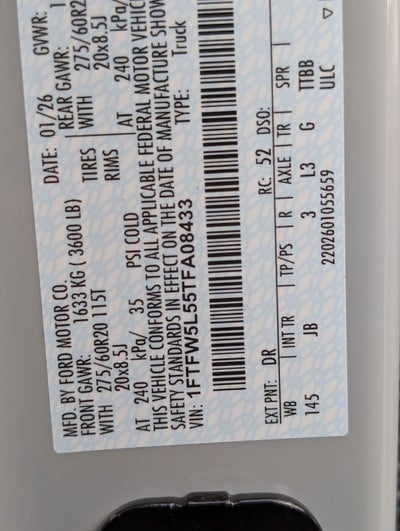 MFD. BY FORD MOTOR CO.
DATE: 01/26
GVWR:
FRONT GAWR:
1633 KG ( 3600 LB)
REAR GAWR:
WITH
275/60R20 115T
TIRES
WITH
275/60R2
20x8.5J
RIMS
20x8.5J
AT 240 kPa/ 35 PSI COLD
AT 240 kPa/
THIS VEHICLE CONFORMS TO ALL APPLICABLE FEDERAL MOTOR VEHIC
SAFETY STANDARDS IN EFFECT ON THE DATE OF MANUFACTURE SHOW
VIN: 1FTFW5L55TFA08433
TYPE: Truck
EXT PNT: DR
RC: 52
DSO:
WB
INT TR
TP/PS
R
AXLE
TR
SPR
145
JB
3
L3
G
TTBB
2202601055659
ULC